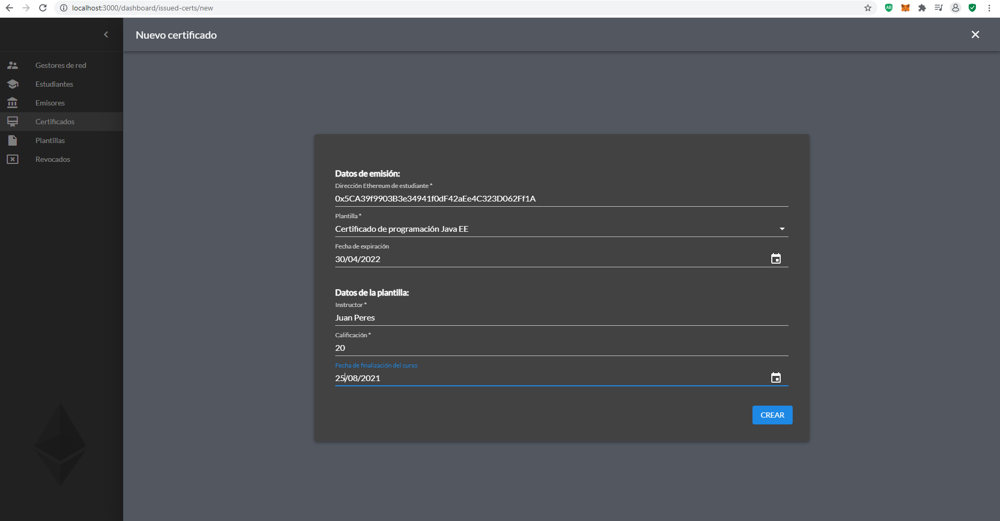 localhost:3000/dashboard/issued-certs/new
AB
Nuevo certificado
Gestores de red
Estudiantes
Emisores
Certificados
Plantillas
Revocados
Datos de emisión:
Dirección Ethereum de estudiante *
0x5CA39f9903B3e34941f0dF42aEe4C323D062Ff1A
Plantilla *
Certificado de programación Java EE
Fecha de expiración
30/04/2022
Datos de la plantilla:
Instructor *
Juan Peres
Calificación *
20
Fecha de finalización del curso
25/08/2021
CREAR